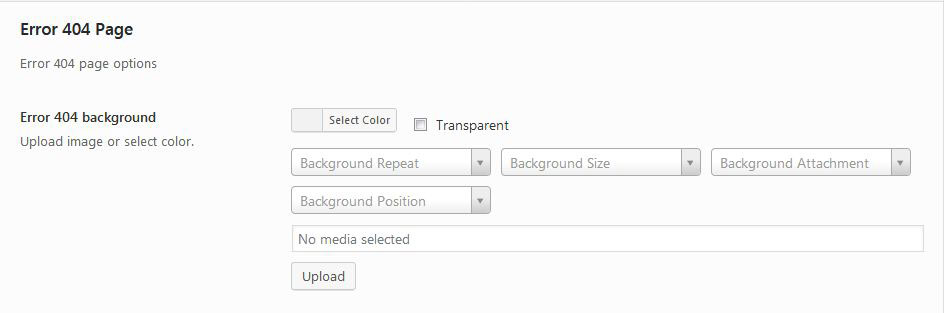 Error 404 Page
Error 404 page options
Error 404 background
Upload image or select color.
Select Color
Transparent
Background Repeat
Background Size
Background Attachment
Background Position
No media selected
Upload